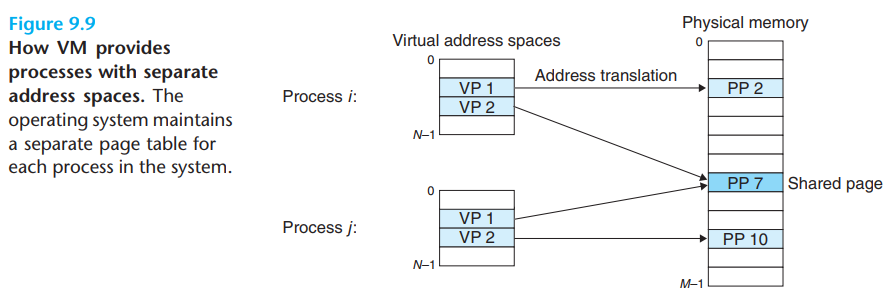 Figure 9.9
How VM provides
processes with separate
address spaces. The
operating system maintains
a separate page table for
each process in the system.
Virtual address spaces
Physical memory
0
0
Address translation
Process i:
VP 1
PP 2
VP 2
N–1
PP 7
Shared page
0
Process j:
VP 1
VP 2
PP 10
N–1
M–1